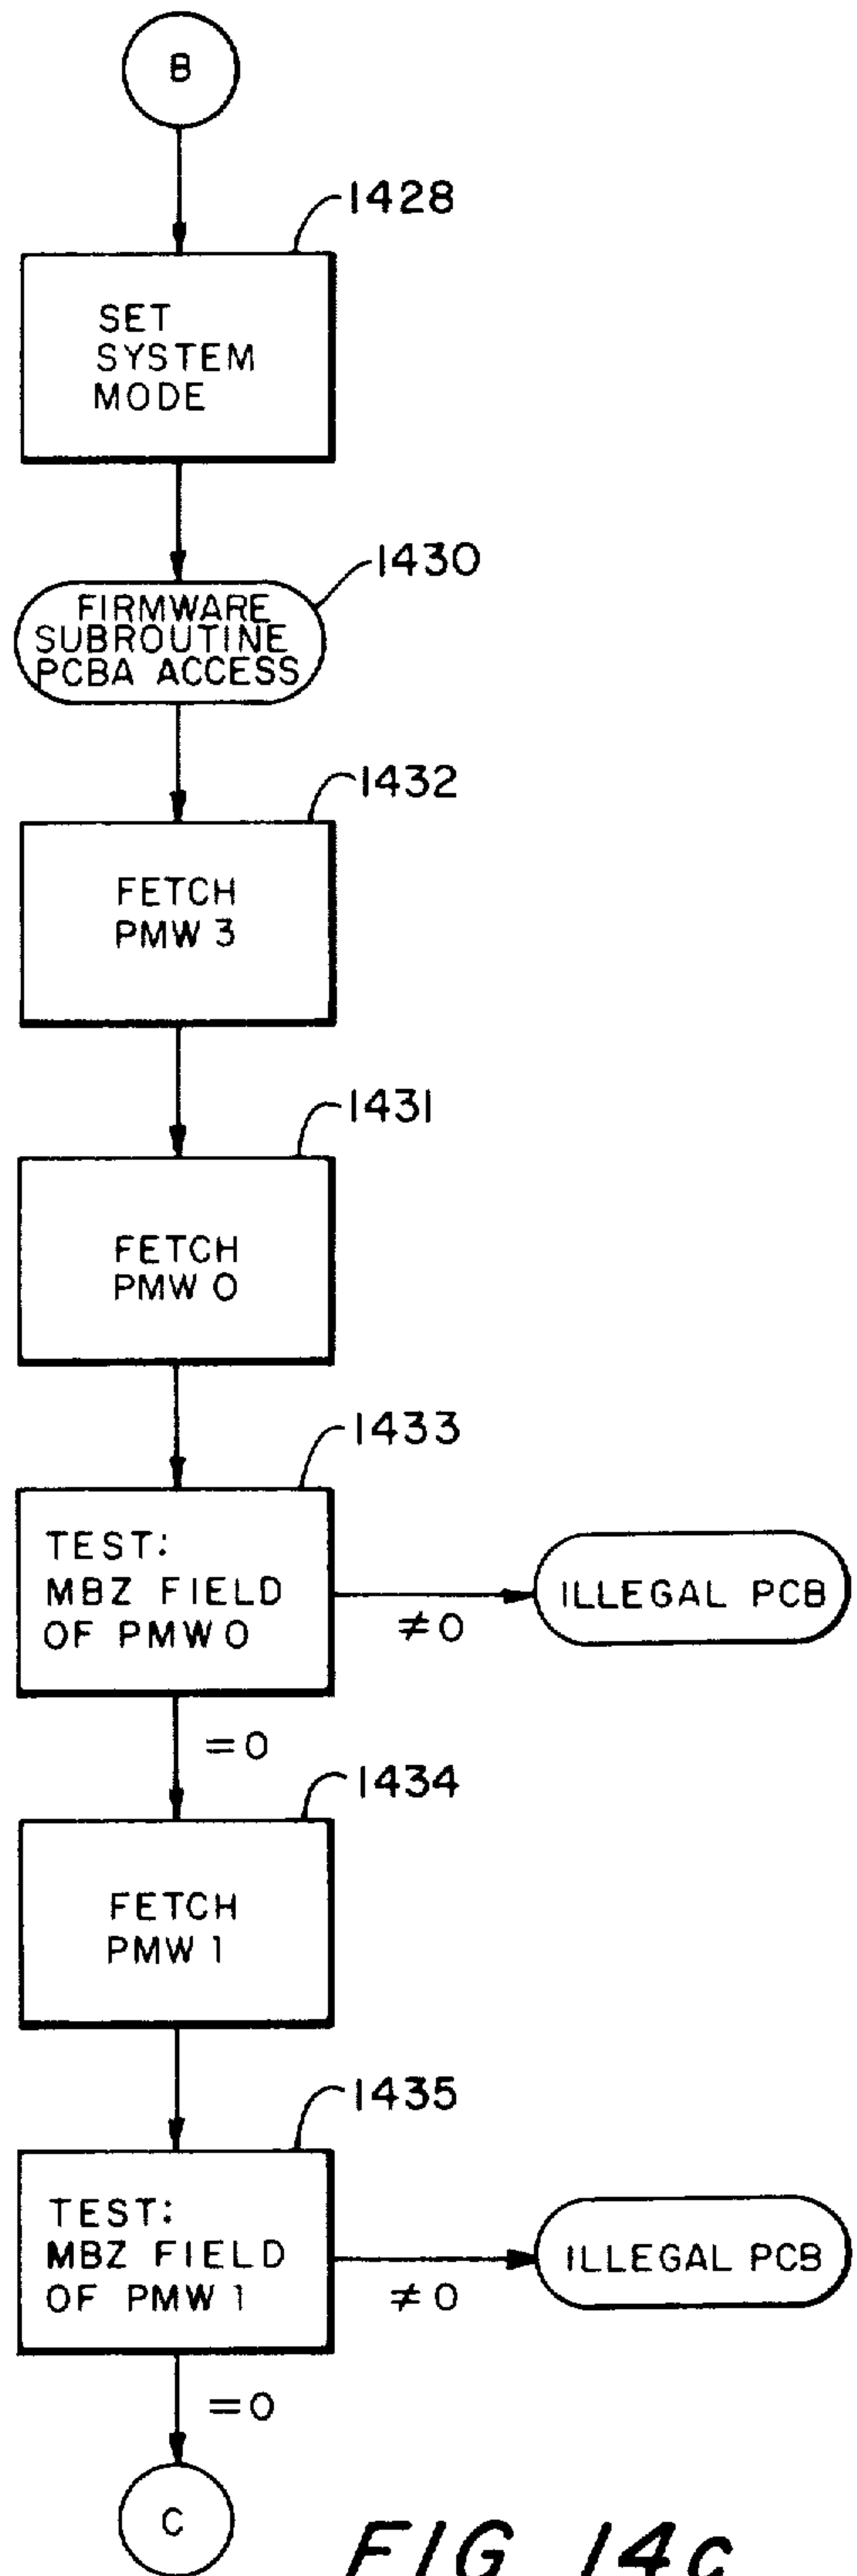 B
1428
SET
SYSTEM
MODE
1430
FIRMWARE
SUBROUTINE
PCBA ACCESS
1432
FETCH
PMW 3
1431
FETCH
PMW 0
1433
TEST:
MBZ FIELD
OF PMW 0
≠0
ILLEGAL PCB
=0
1434
FETCH
PMW 1
1435
TEST:
MBZ FIELD
OF PMW 1
≠0
ILLEGAL PCB
=0
C
FIG 14c